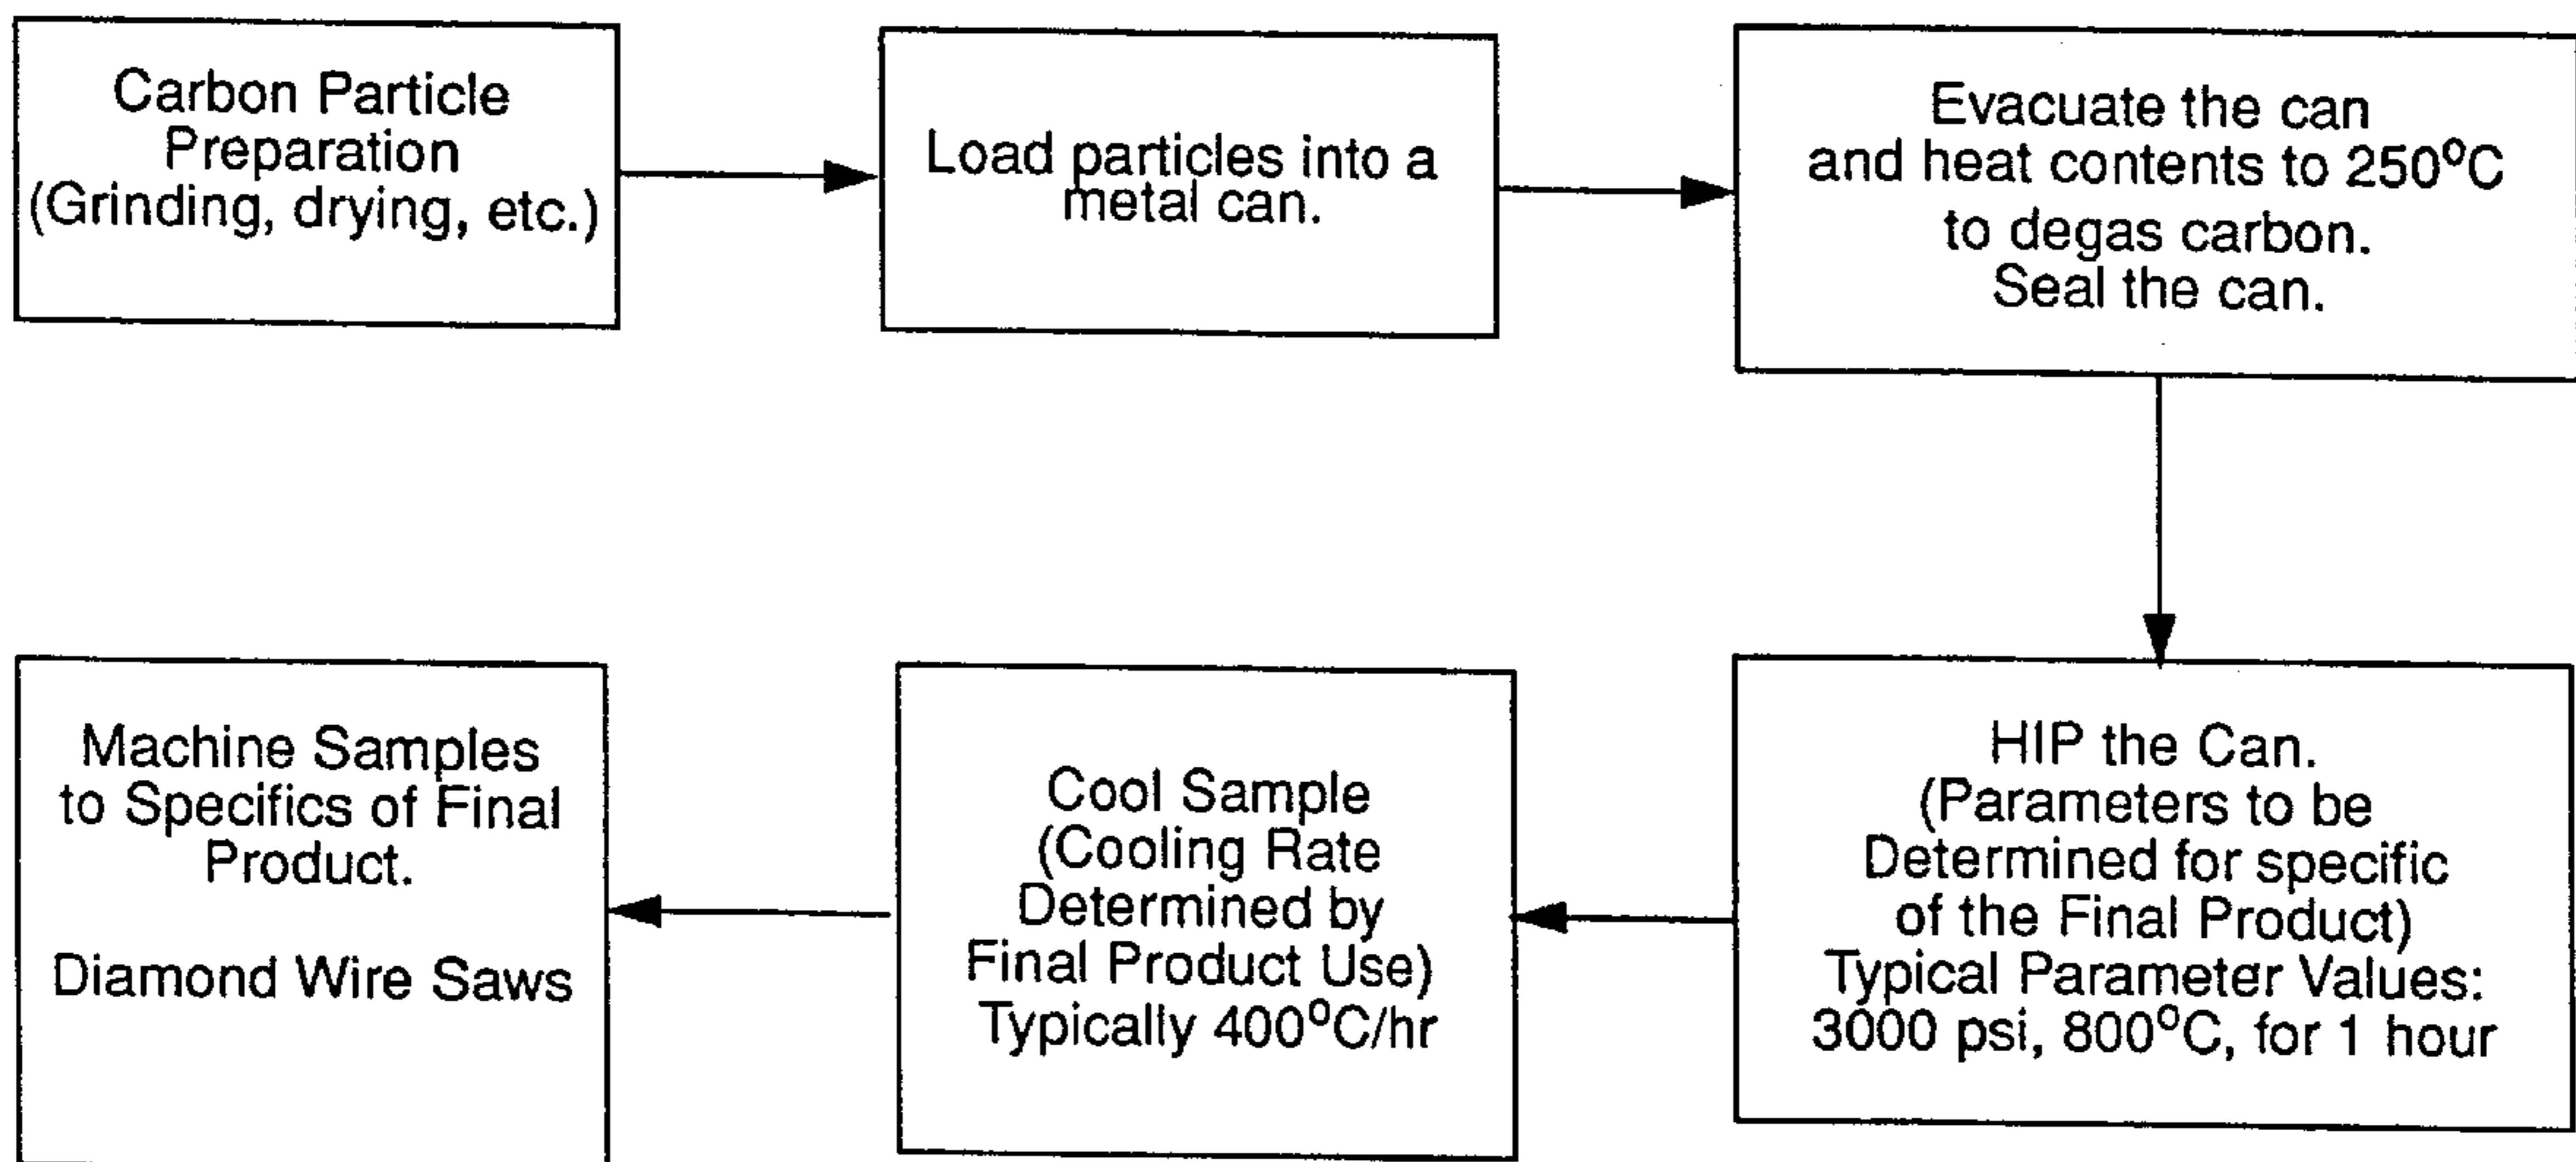 Carbon Particle
Preparation
(Grinding, drying, etc.)
Load particles into a
metal can.
Evacuate the can
and heat contents to 250ºC
to degas carbon.
Seal the can.
HIP the Can.
(Parameters to be
Determined for specific
of the Final Product)
Typical Parameter Values:
3000 psi, 800ºC, for 1 hour
Cool Sample
(Cooling Rate
Determined by
Final Product Use)
Typically 400ºC/hr
Machine Samples
to Specifics of Final
Product.
Diamond Wire Saws